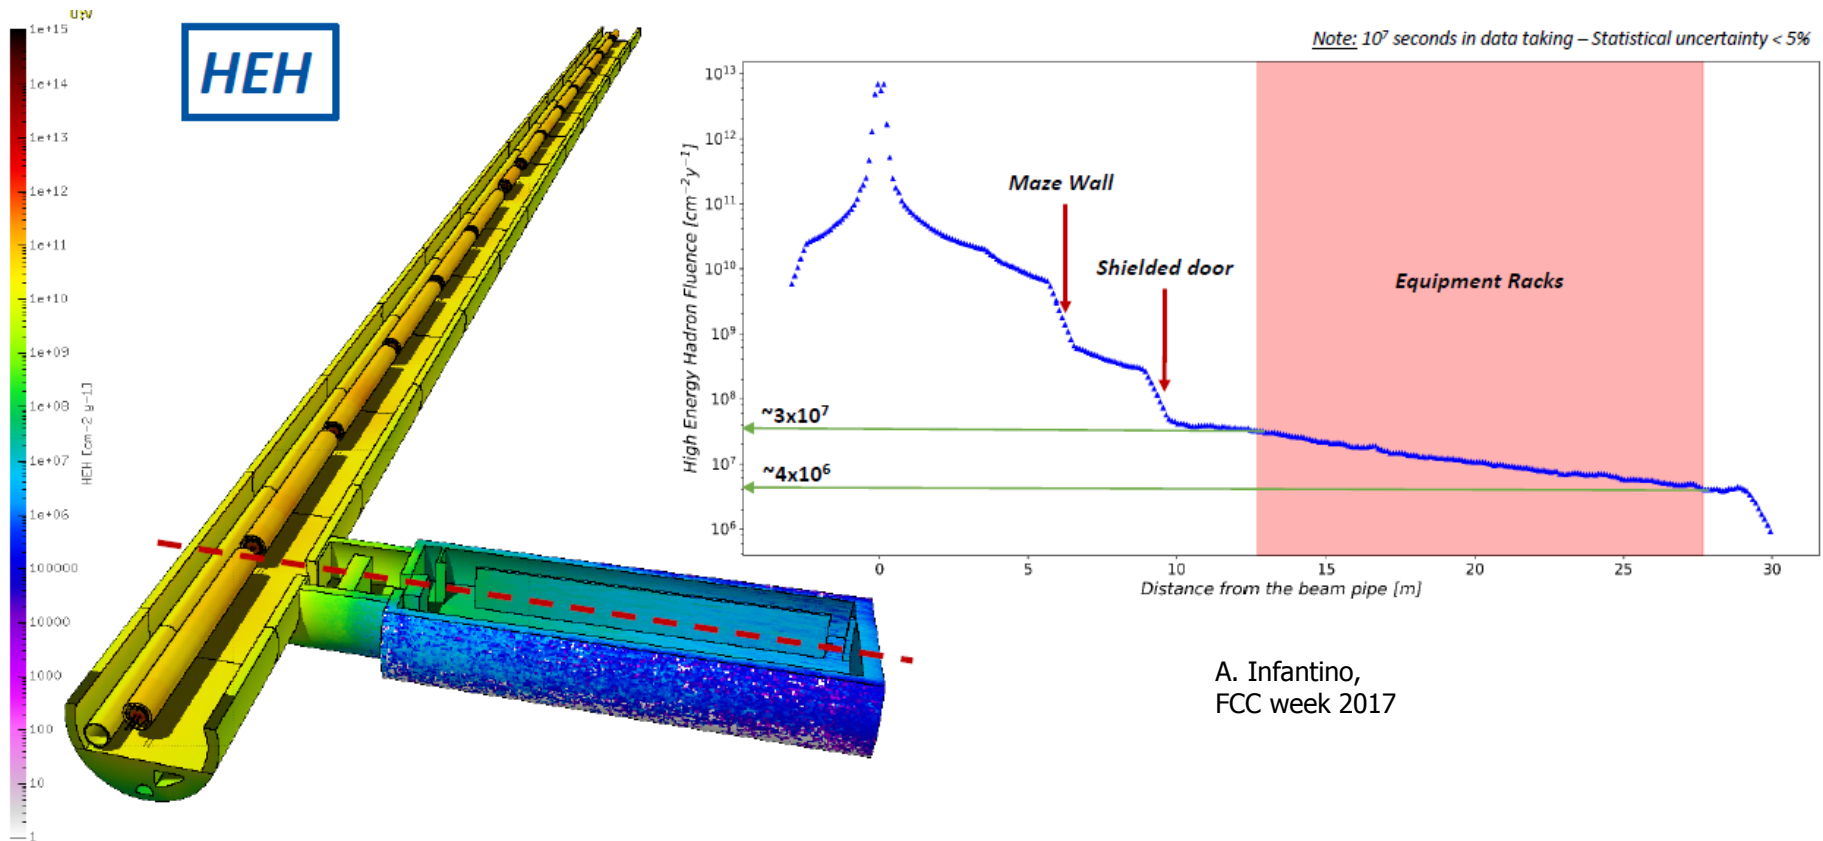 U:V
HEH
1e+15
1e+14
1e+13
1e+12
1e+11
1e+10
1e+09
1e+08
1e+07
1e+06
100000
10000
1000
100
10
1
HEH [cm-2 y-1]
Note: 10⁷ seconds in data taking – Statistical uncertainty < 5%
High Energy Hadron Fluence [cm⁻²y⁻¹]
10¹³
10¹²
10¹¹
10¹⁰
10⁹
10⁸
10⁷
10⁶
Maze Wall
Shielded door
Equipment Racks
~3x10⁷
~4x10⁶
0 5 10 15 20 25 30
Distance from the beam pipe [m]
A. Infantino,
FCC week 2017